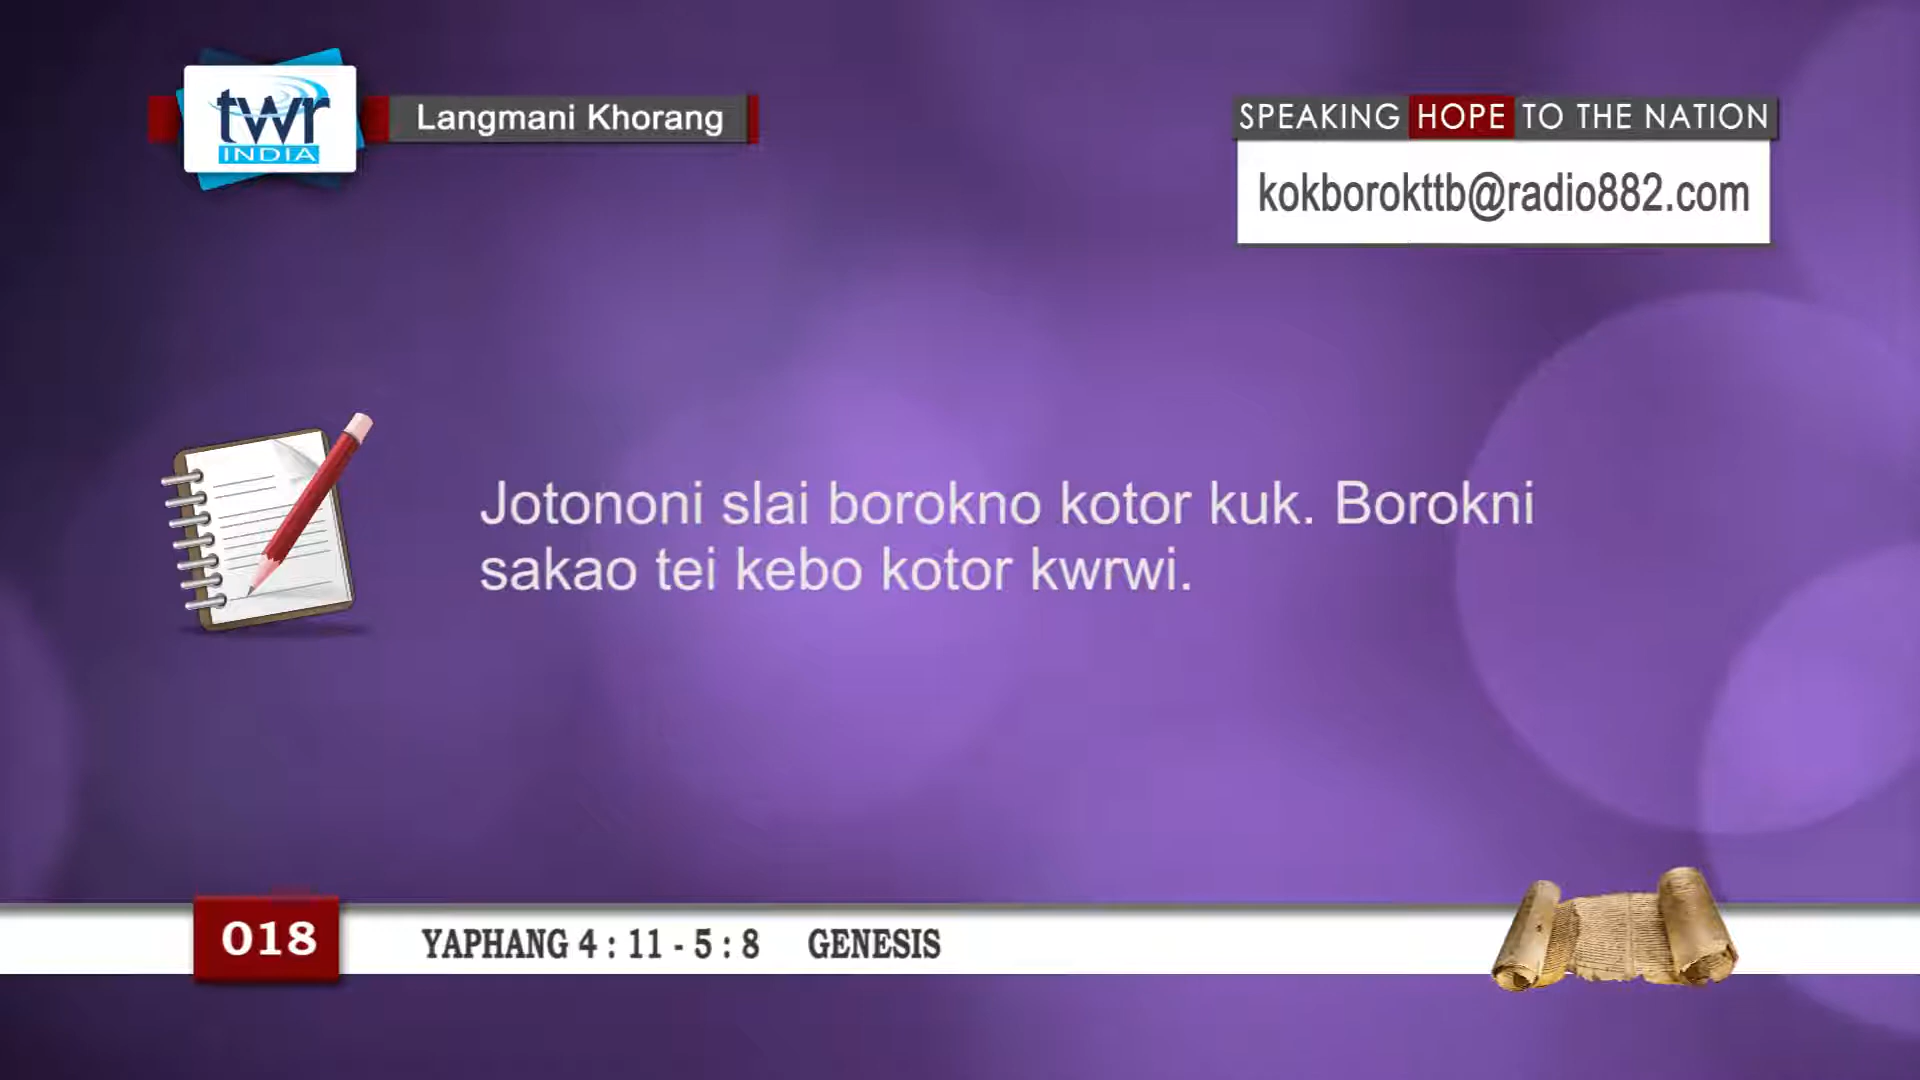 twr
INDIA
Langmani Khorang
SPEAKING HOPE TO THE NATION
kokborokttb@radio882.com
Jotononi slai borokno kotor kuk. Borokni
sakao tei kebo kotor kwrwi.
018
YAPHANG 4 : 11 - 5 : 8 GENESIS